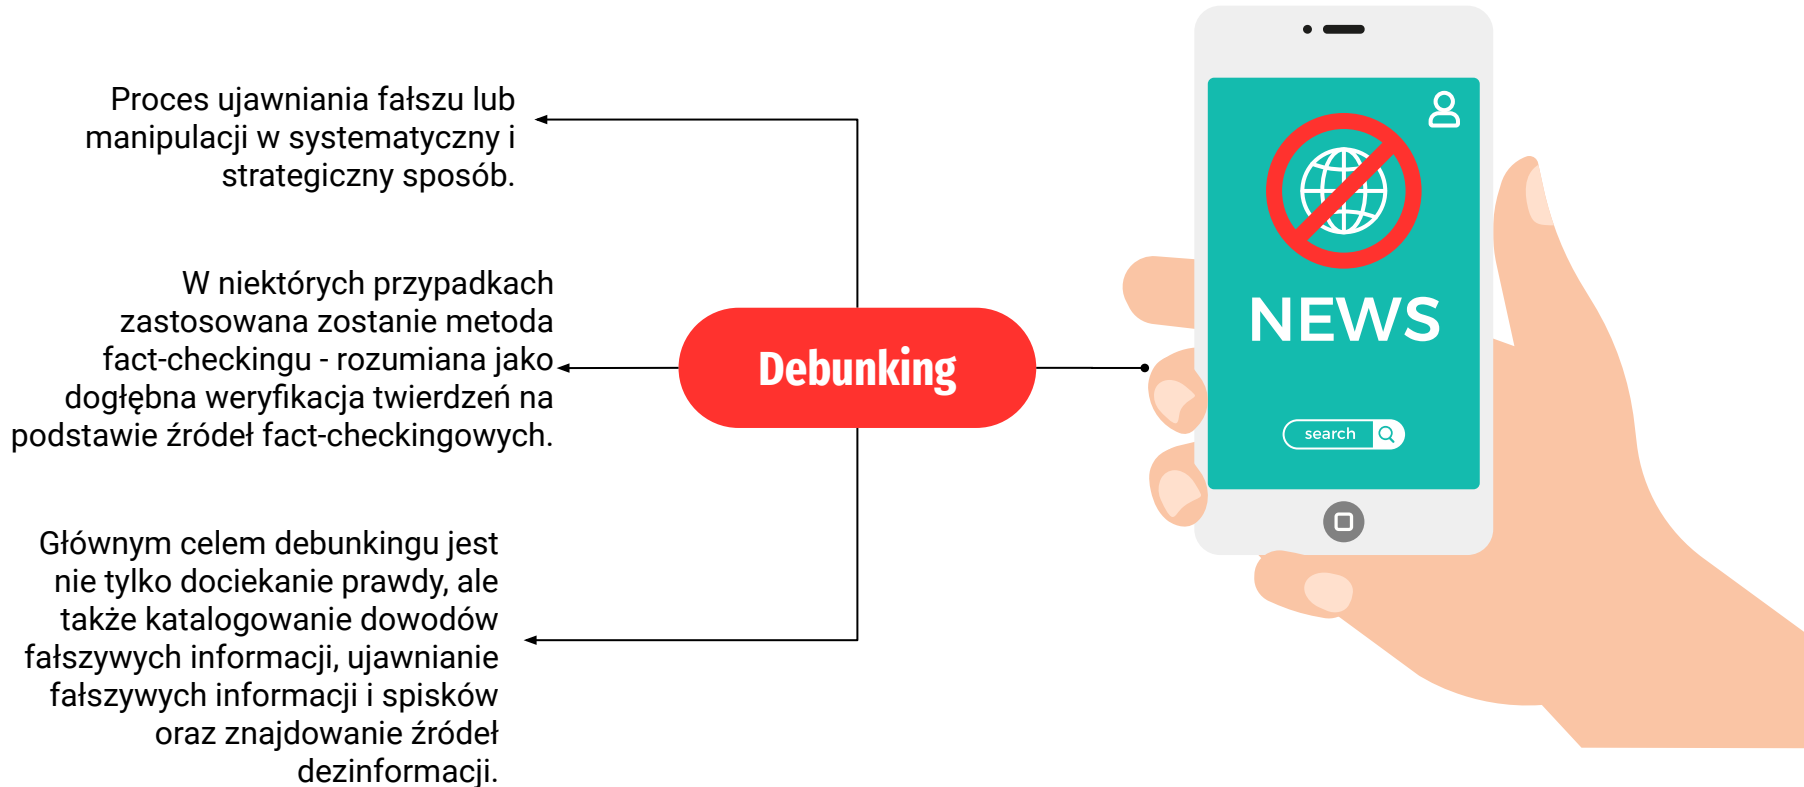 Proces ujawniania fałszu lub
manipulacji w systematyczny i
strategiczny sposób.
W niektórych przypadkach
zastosowana zostanie metoda
fact-checkingu - rozumiana jako
dogłębna weryfikacja twierdzeń na
podstawie źródeł fact-checkingowych.
Głównym celem debunkingu jest
nie tylko dociekanie prawdy, ale
także katalogowanie dowodów
fałszywych informacji, ujawnianie
fałszywych informacji i spisków
oraz znajdowanie źródeł
dezinformacji.
Debunking
NEWS
search